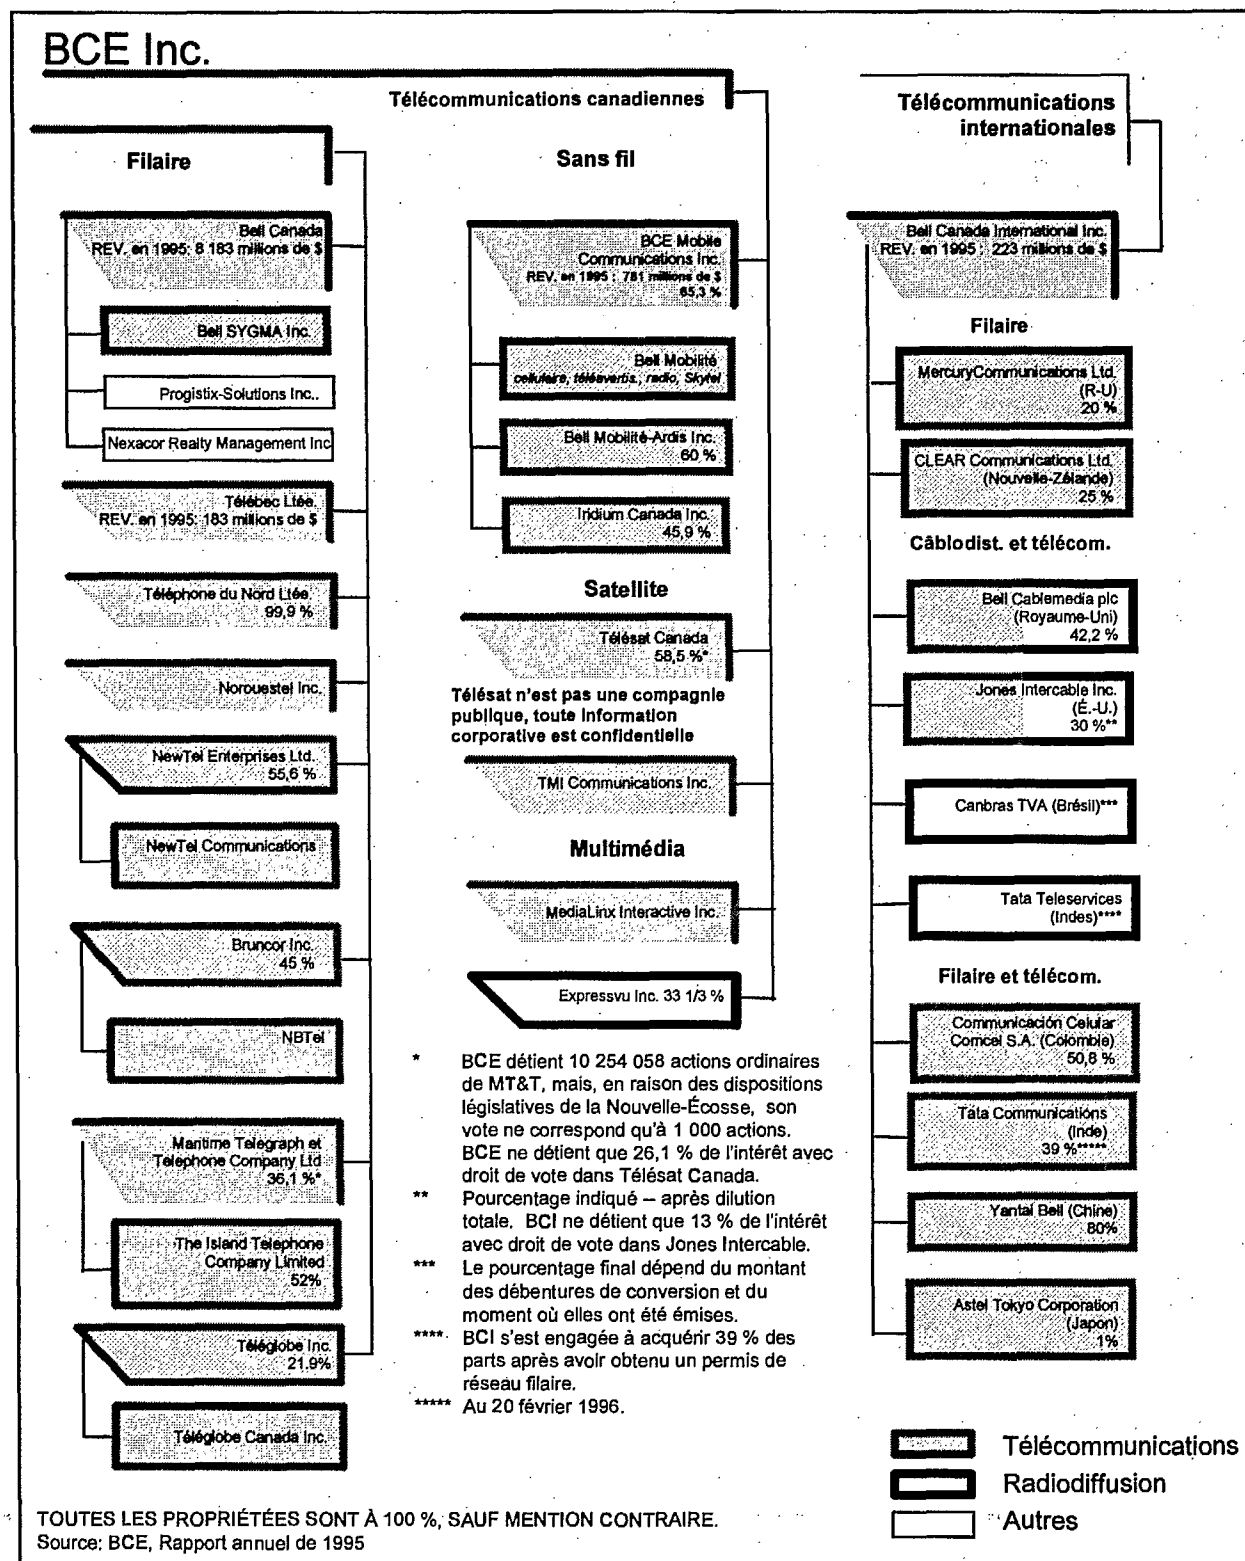 BCE Inc.
Télécommunications canadiennes
Filaire
Bell Canada
REV. en 1995: 8 183 millions de $
Bell SYGMA Inc.
Progistix-Solutions Inc..
Nexacor Realty Management Inc
Télébec Ltée.
REV. en 1995: 183 millions de $
Téléphone du Nord Ltée.
99,9 %
Norouestel Inc.
NewTel Enterprises Ltd.
55,6 %
NewTel Communications
Bruncor Inc.
45 %
NBTel
Maritime Telegraph et
Telephone Company Ltd
36,1 %*
The Island Telephone
Company Limited
52%
Téléglobe Inc.
21,9%
Téléglobe Canada Inc.
Sans fil
BCE Mobile
Communications Inc.
REV. en 1995 : 781 millions de $
65,3 %
Bell Mobilité
cellulaire, téléavertis., radio, Skytel
Bell Mobilité-Ardis Inc.
60 %
Iridium Canada Inc.
45,9 %
Satellite
Télésat Canada
58,5 %*
Télésat n'est pas une compagnie
publique, toute information
corporative est confidentielle
TMI Communications Inc.
Multimédia
MediaLinx Interactive Inc.
Expressvu Inc. 33 1/3 %
* BCE détient 10 254 058 actions ordinaires
de MT&T, mais, en raison des dispositions
législatives de la Nouvelle-Écosse, son
vote ne correspond qu'à 1 000 actions.
BCE ne détient que 26,1 % de l'intérêt avec
droit de vote dans Télésat Canada.
** Pourcentage indiqué – après dilution
totale. BCI ne détient que 13 % de l'intérêt
avec droit de vote dans Jones Intercable.
*** Le pourcentage final dépend du montant
des débentures de conversion et du
moment où elles ont été émises.
**** BCI s'est engagée à acquérir 39 % des
parts après avoir obtenu un permis de
réseau filaire.
***** Au 20 février 1996.
Télécommunications
internationales
Bell Canada International Inc.
REV. en 1995 : 223 millions de $
Filaire
MercuryCommunications Ltd.
(R-U)
20 %
CLEAR Communications Ltd.
(Nouvelle-Zélande)
25 %
Câblodist. et télécom.
Bell Cablemedia plc
(Royaume-Uni)
42,2 %
Jones Intercable Inc.
(É.-U.)
30 %**
Canbras TVA (Brésil)***
Tata Teleservices
(Indes)****
Filaire et télécom.
Communicación Celular
Comcel S.A. (Colombie)
50,6 %
Tata Communications
(Inde)
39 %*****
Yantai Bell (Chine)
80%
Astel Tokyo Corporation
(Japon)
1%
Télécommunications
Radiodiffusion
Autres
TOUTES LES PROPRIÉTÉES SONT À 100 %, SAUF MENTION CONTRAIRE.
Source: BCE, Rapport annuel de 1995